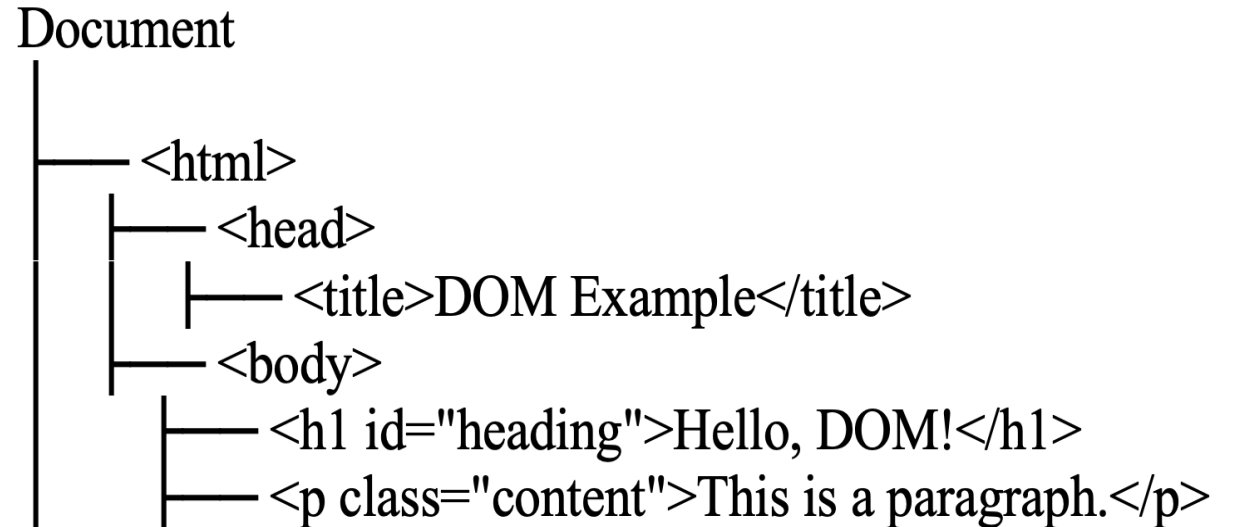 Document
<html>
<head>
<title>DOM Example</title>
<body>
<h1 id="heading">Hello, DOM!</h1>
<p class="content">This is a paragraph.</p>